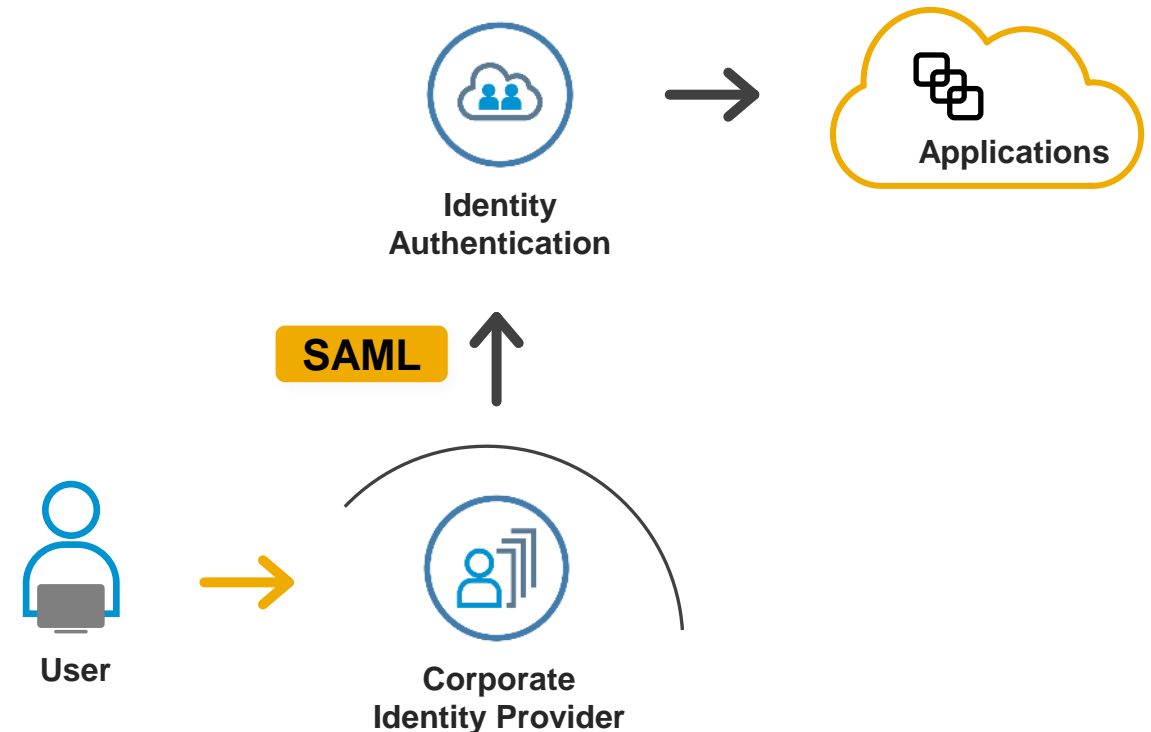 Applications
Identity
Authentication
SAML
User
Corporate
Identity Provider